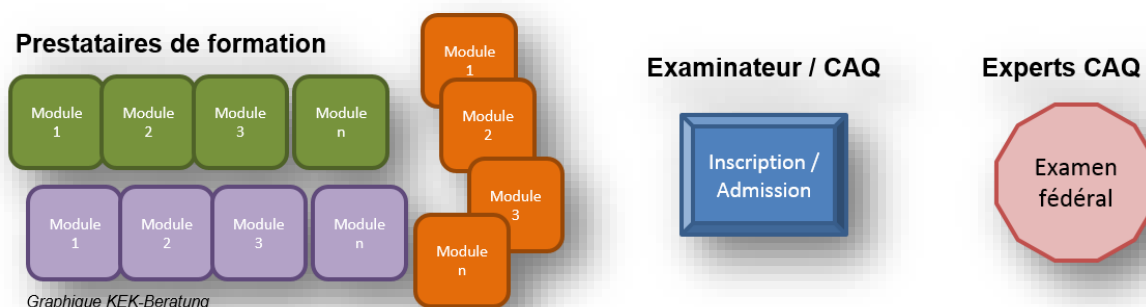 Prestataires de formation
Module
1
Module
2
Module
3
Module
n
Module
1
Module
2
Module
3
Module
n
Module
1
Module
2
Module
3
Module
n
Graphique KEK-Beratung
Examinateur / CAQ
Inscription /
Admission
Experts CAQ
Examen
fédéral